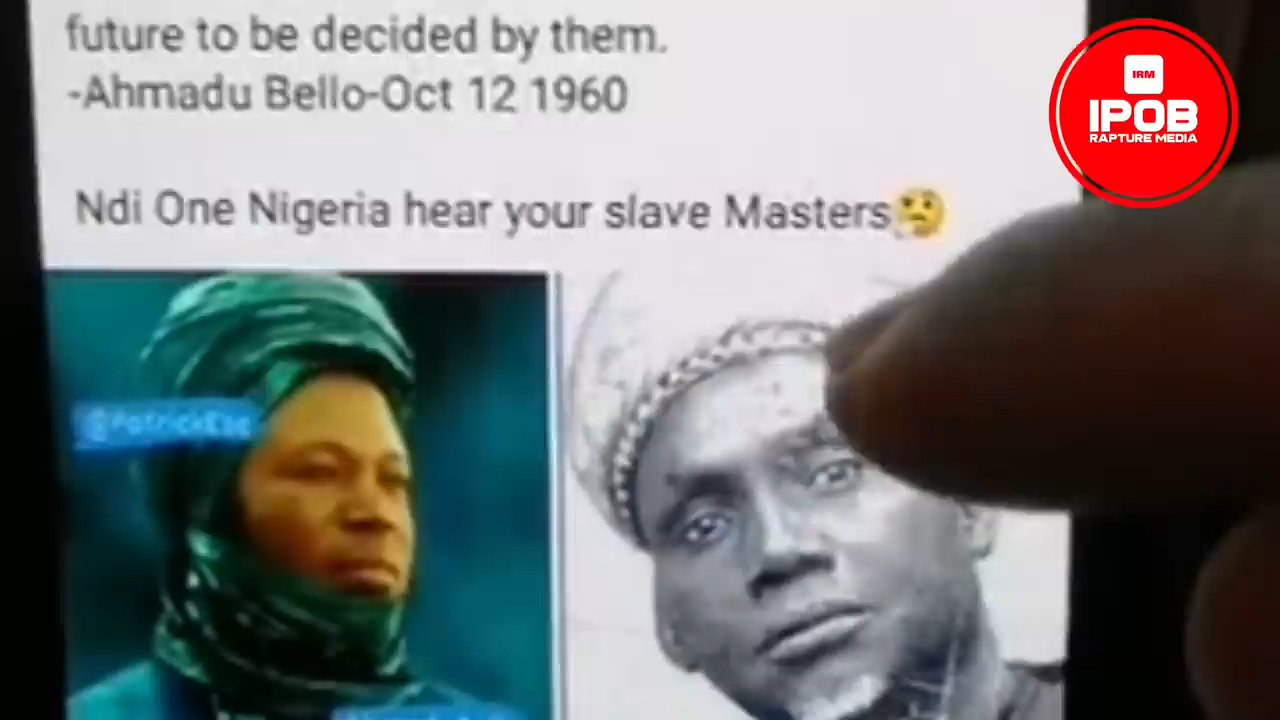 future to be decided by them.
-Ahmadu Bello-Oct 12 1960
Ndi One Nigeria hear your slave Masters
IRM
IPOB
RAPTURE MEDIA